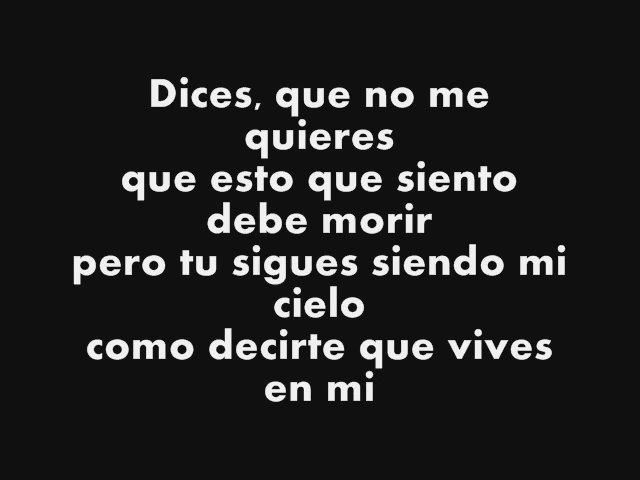 Dices, que no me
quieres
que esto que siento
debe morir
pero tu sigues siendo mi
cielo
como decirte que vives
en mi